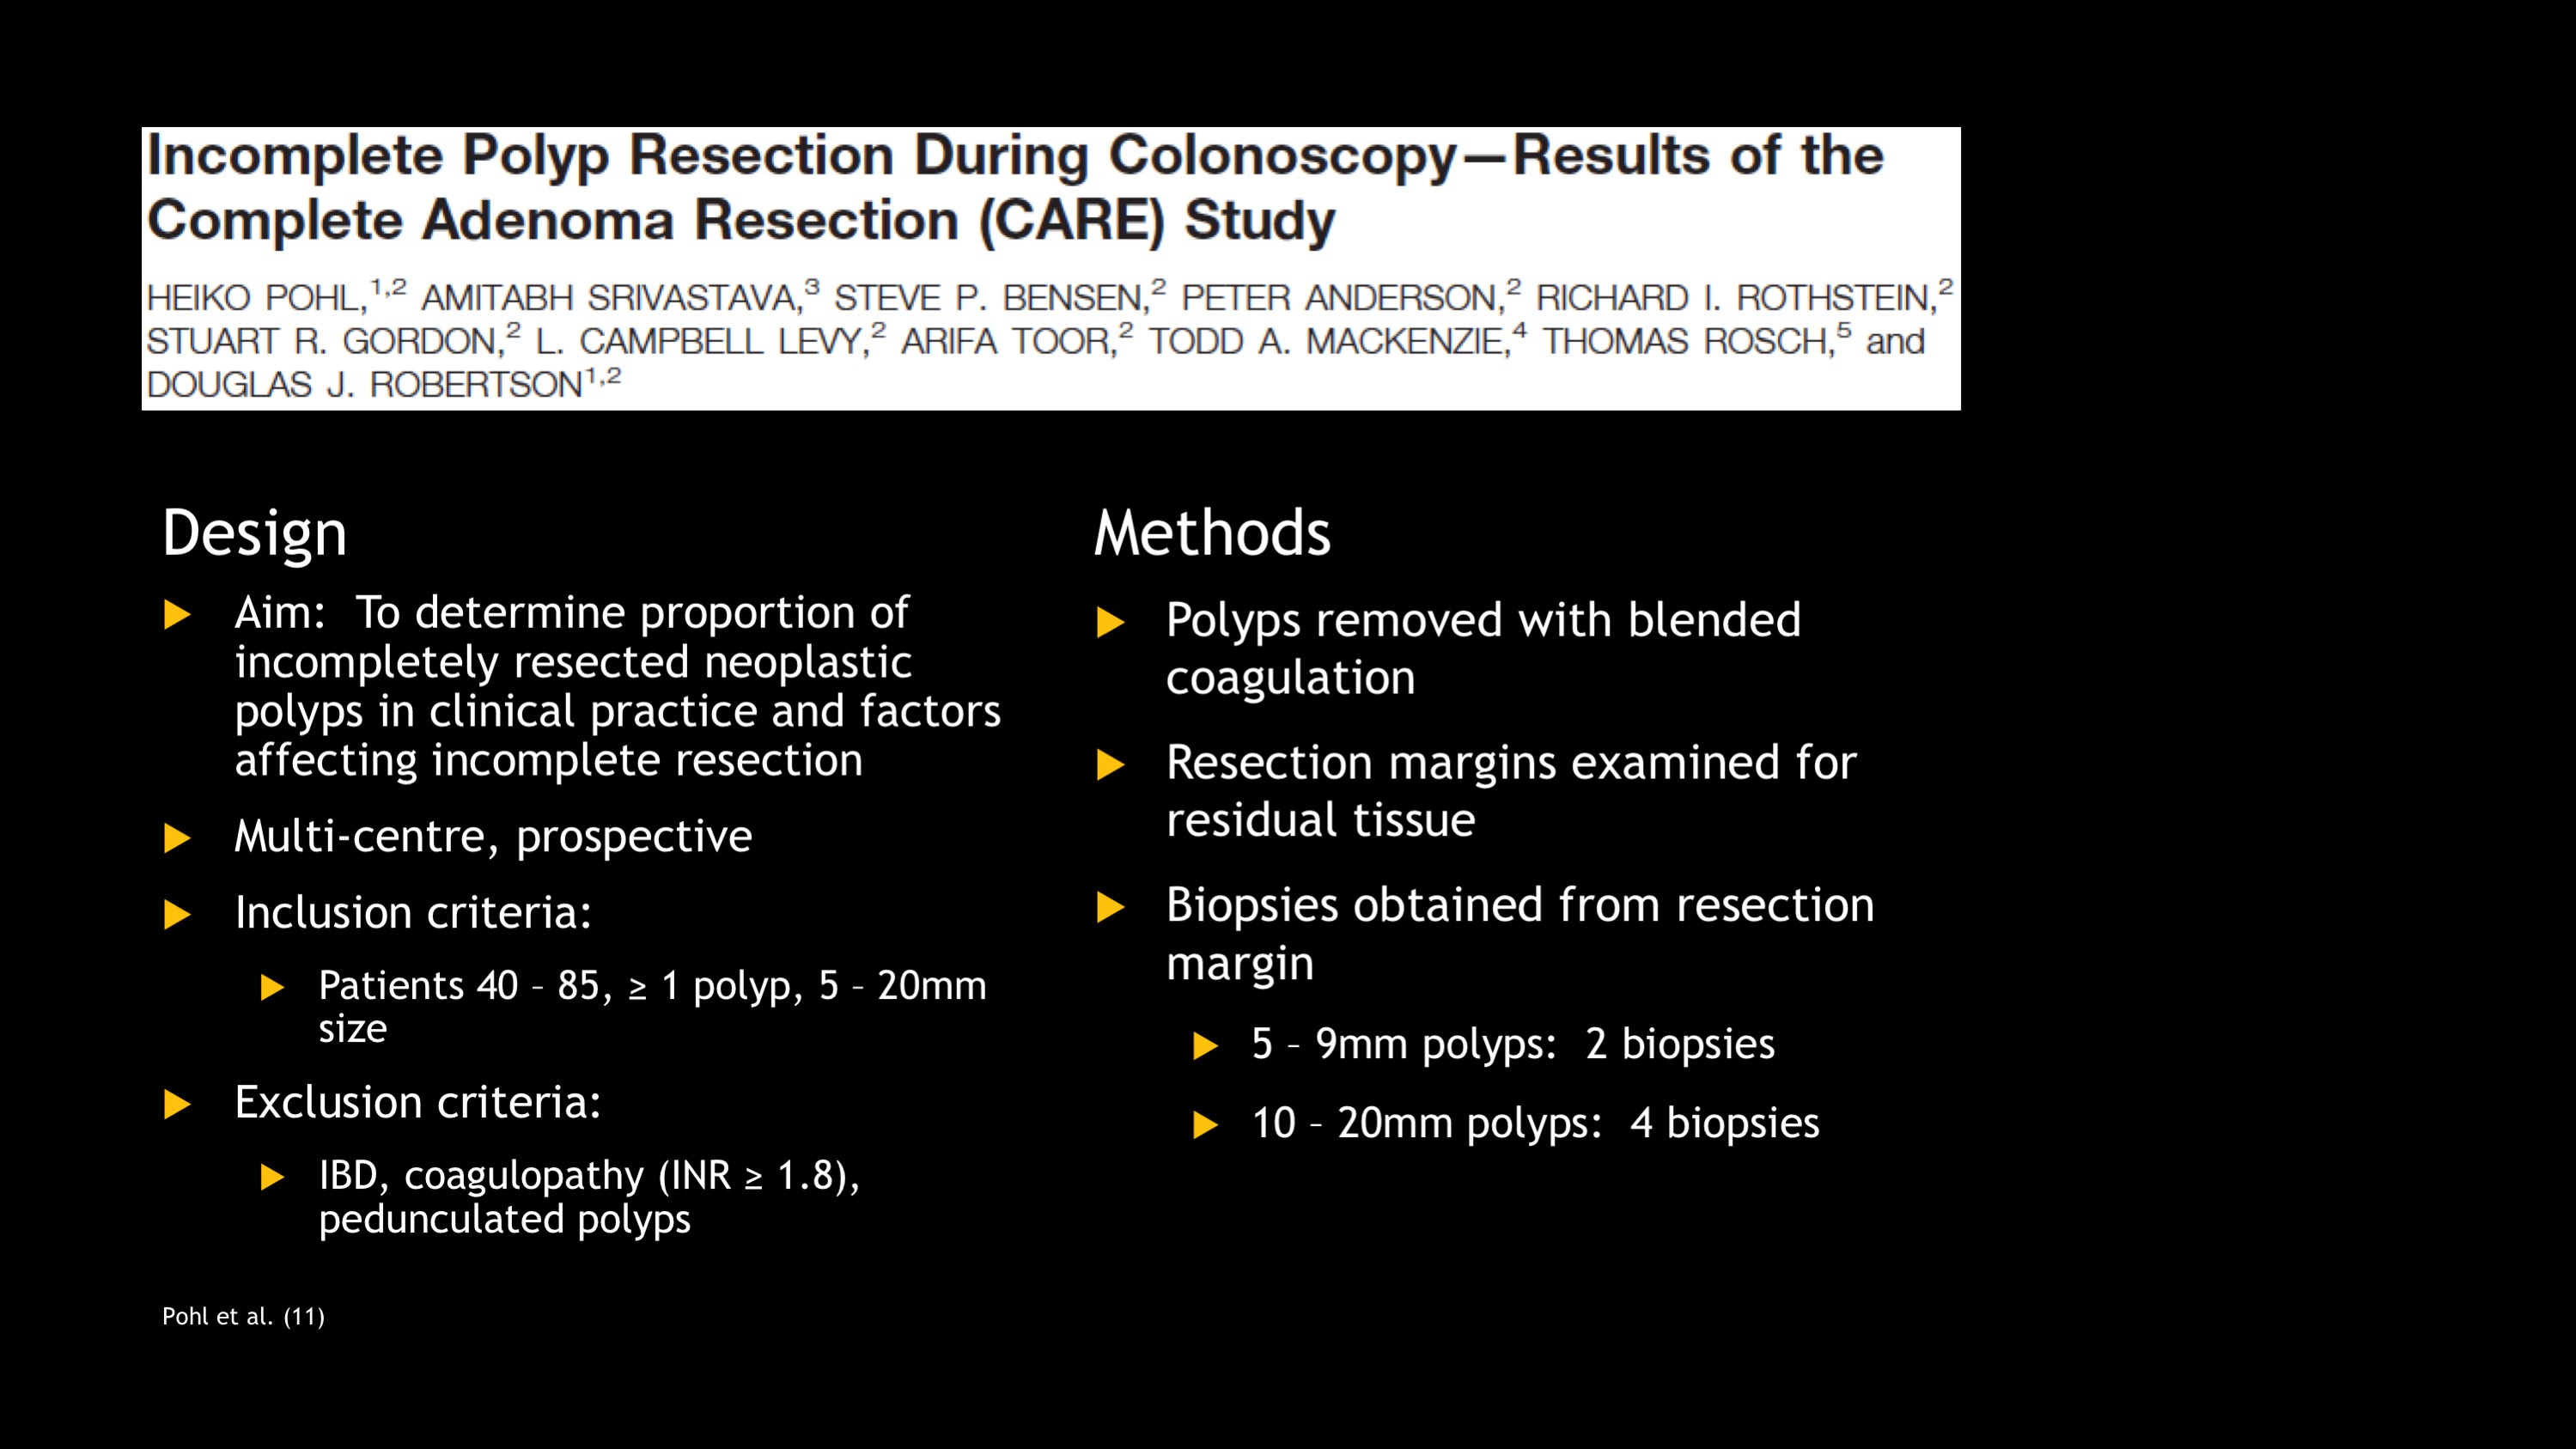 Incomplete Polyp Resection During Colonoscopy—Results of the
Complete Adenoma Resection (CARE) Study
HEIKO POHL,1,2 AMITABH SRIVASTAVA,3 STEVE P. BENSEN,2 PETER ANDERSON,2 RICHARD I. ROTHSTEIN,2
STUART R. GORDON,2 L. CAMPBELL LEVY,2 ARIFA TOOR,2 TODD A. MACKENZIE,4 THOMAS ROSCH,5 and
DOUGLAS J. ROBERTSON1,2
Design
Aim:  To determine proportion of
incompletely resected neoplastic
polyps in clinical practice and factors
affecting incomplete resection
Multi-centre, prospective
Inclusion criteria:
Patients 40 – 85, ≥ 1 polyp, 5 – 20mm
size
Exclusion criteria:
IBD, coagulopathy (INR ≥ 1.8),
pedunculated polyps
Methods
Polyps removed with blended
coagulation
Resection margins examined for
residual tissue
Biopsies obtained from resection
margin
5 – 9mm polyps:  2 biopsies
10 – 20mm polyps:  4 biopsies
Pohl et al. (11)